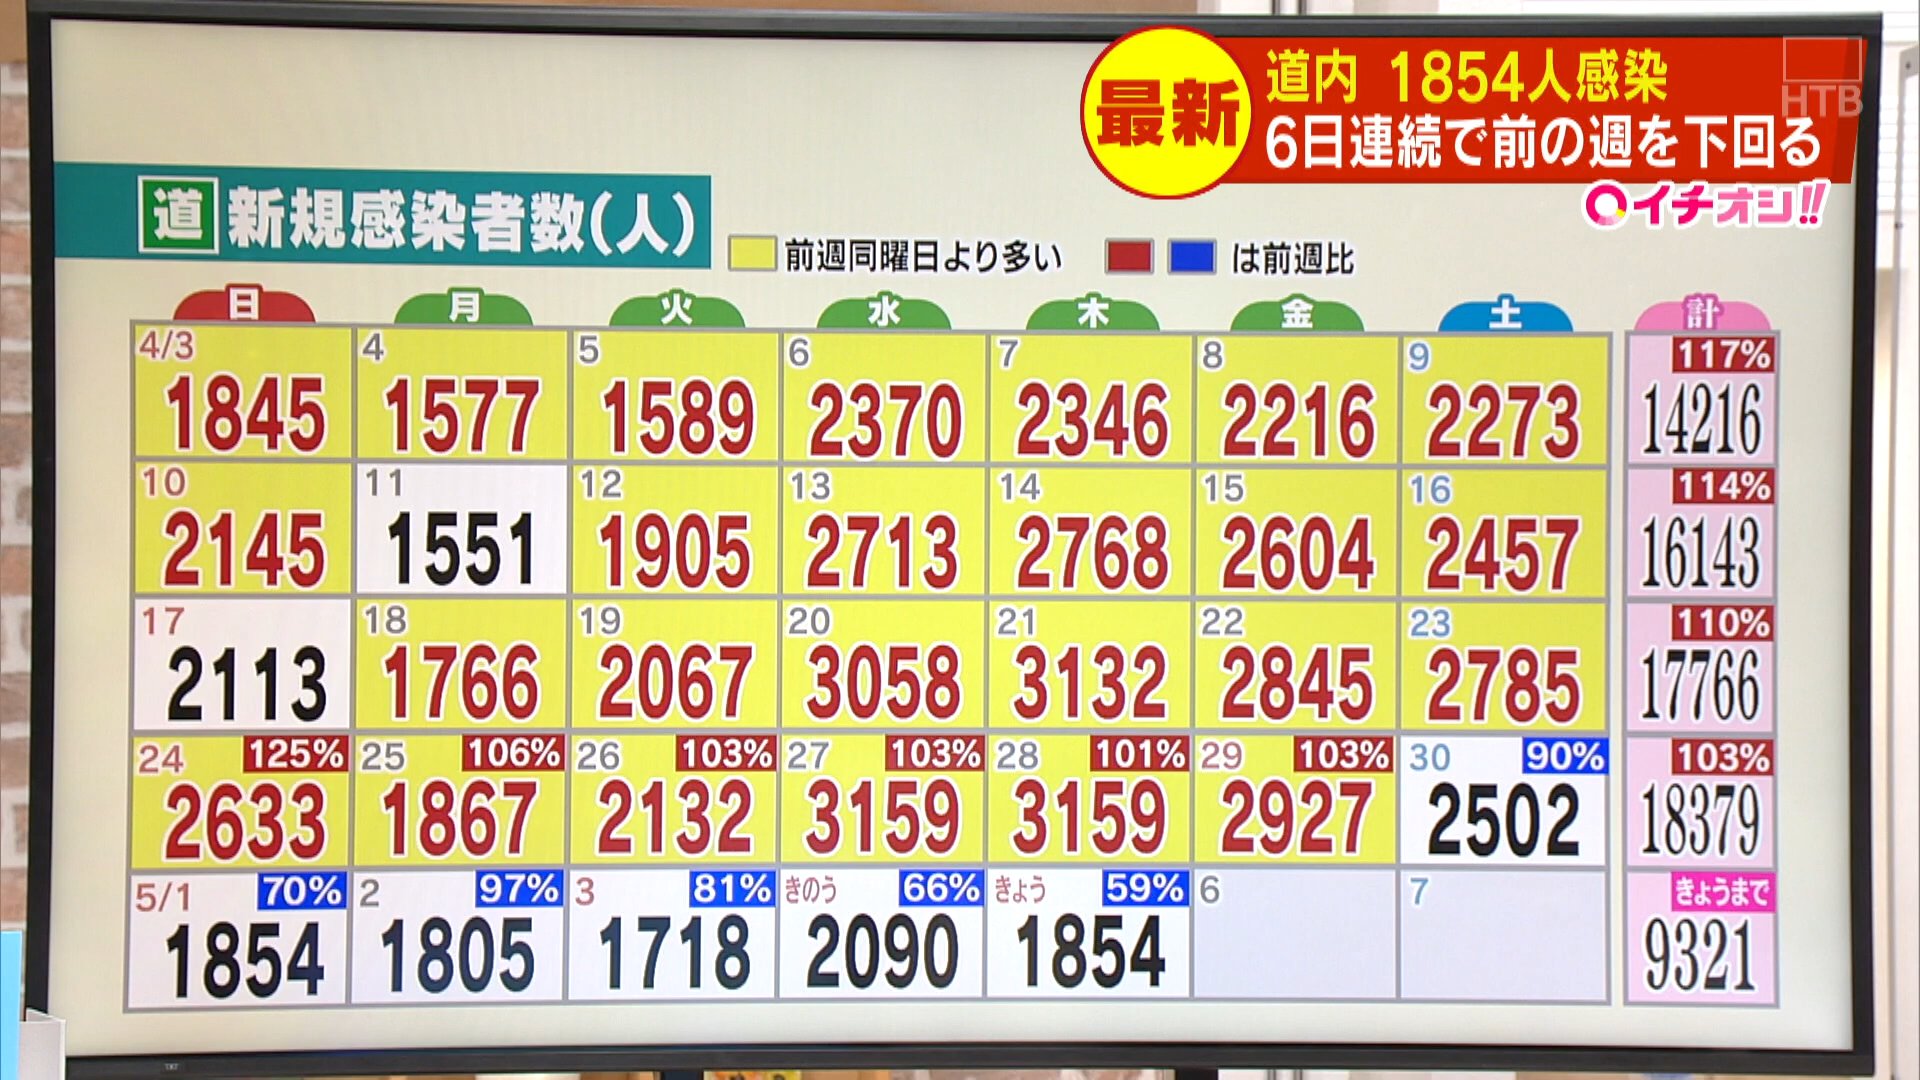 最新
道内 1854人感染
6日連続で前の週を下回る
HTB
イチオシ!!
道 新規感染者数(人)
前週同曜日より多い は前週比
日 月 火 水 木 金 土 計
4/3 4 5 6 7 8 9 117%
1845 1577 1589 2370 2346 2216 2273 14216
10 11 12 13 14 15 16 114%
2145 1551 1905 2713 2768 2604 2457 16143
17 18 19 20 21 22 23 110%
2113 1766 2067 3058 3132 2845 2785 17766
24 125% 25 106% 26 103% 27 103% 28 101% 29 103% 30 90% 103%
2633 1867 2132 3159 3159 2927 2502 18379
5/1 70% 2 97% 3 81% きのう 66% きょう 59% 6 7 きょうまで
1854 1805 1718 2090 1854 9321